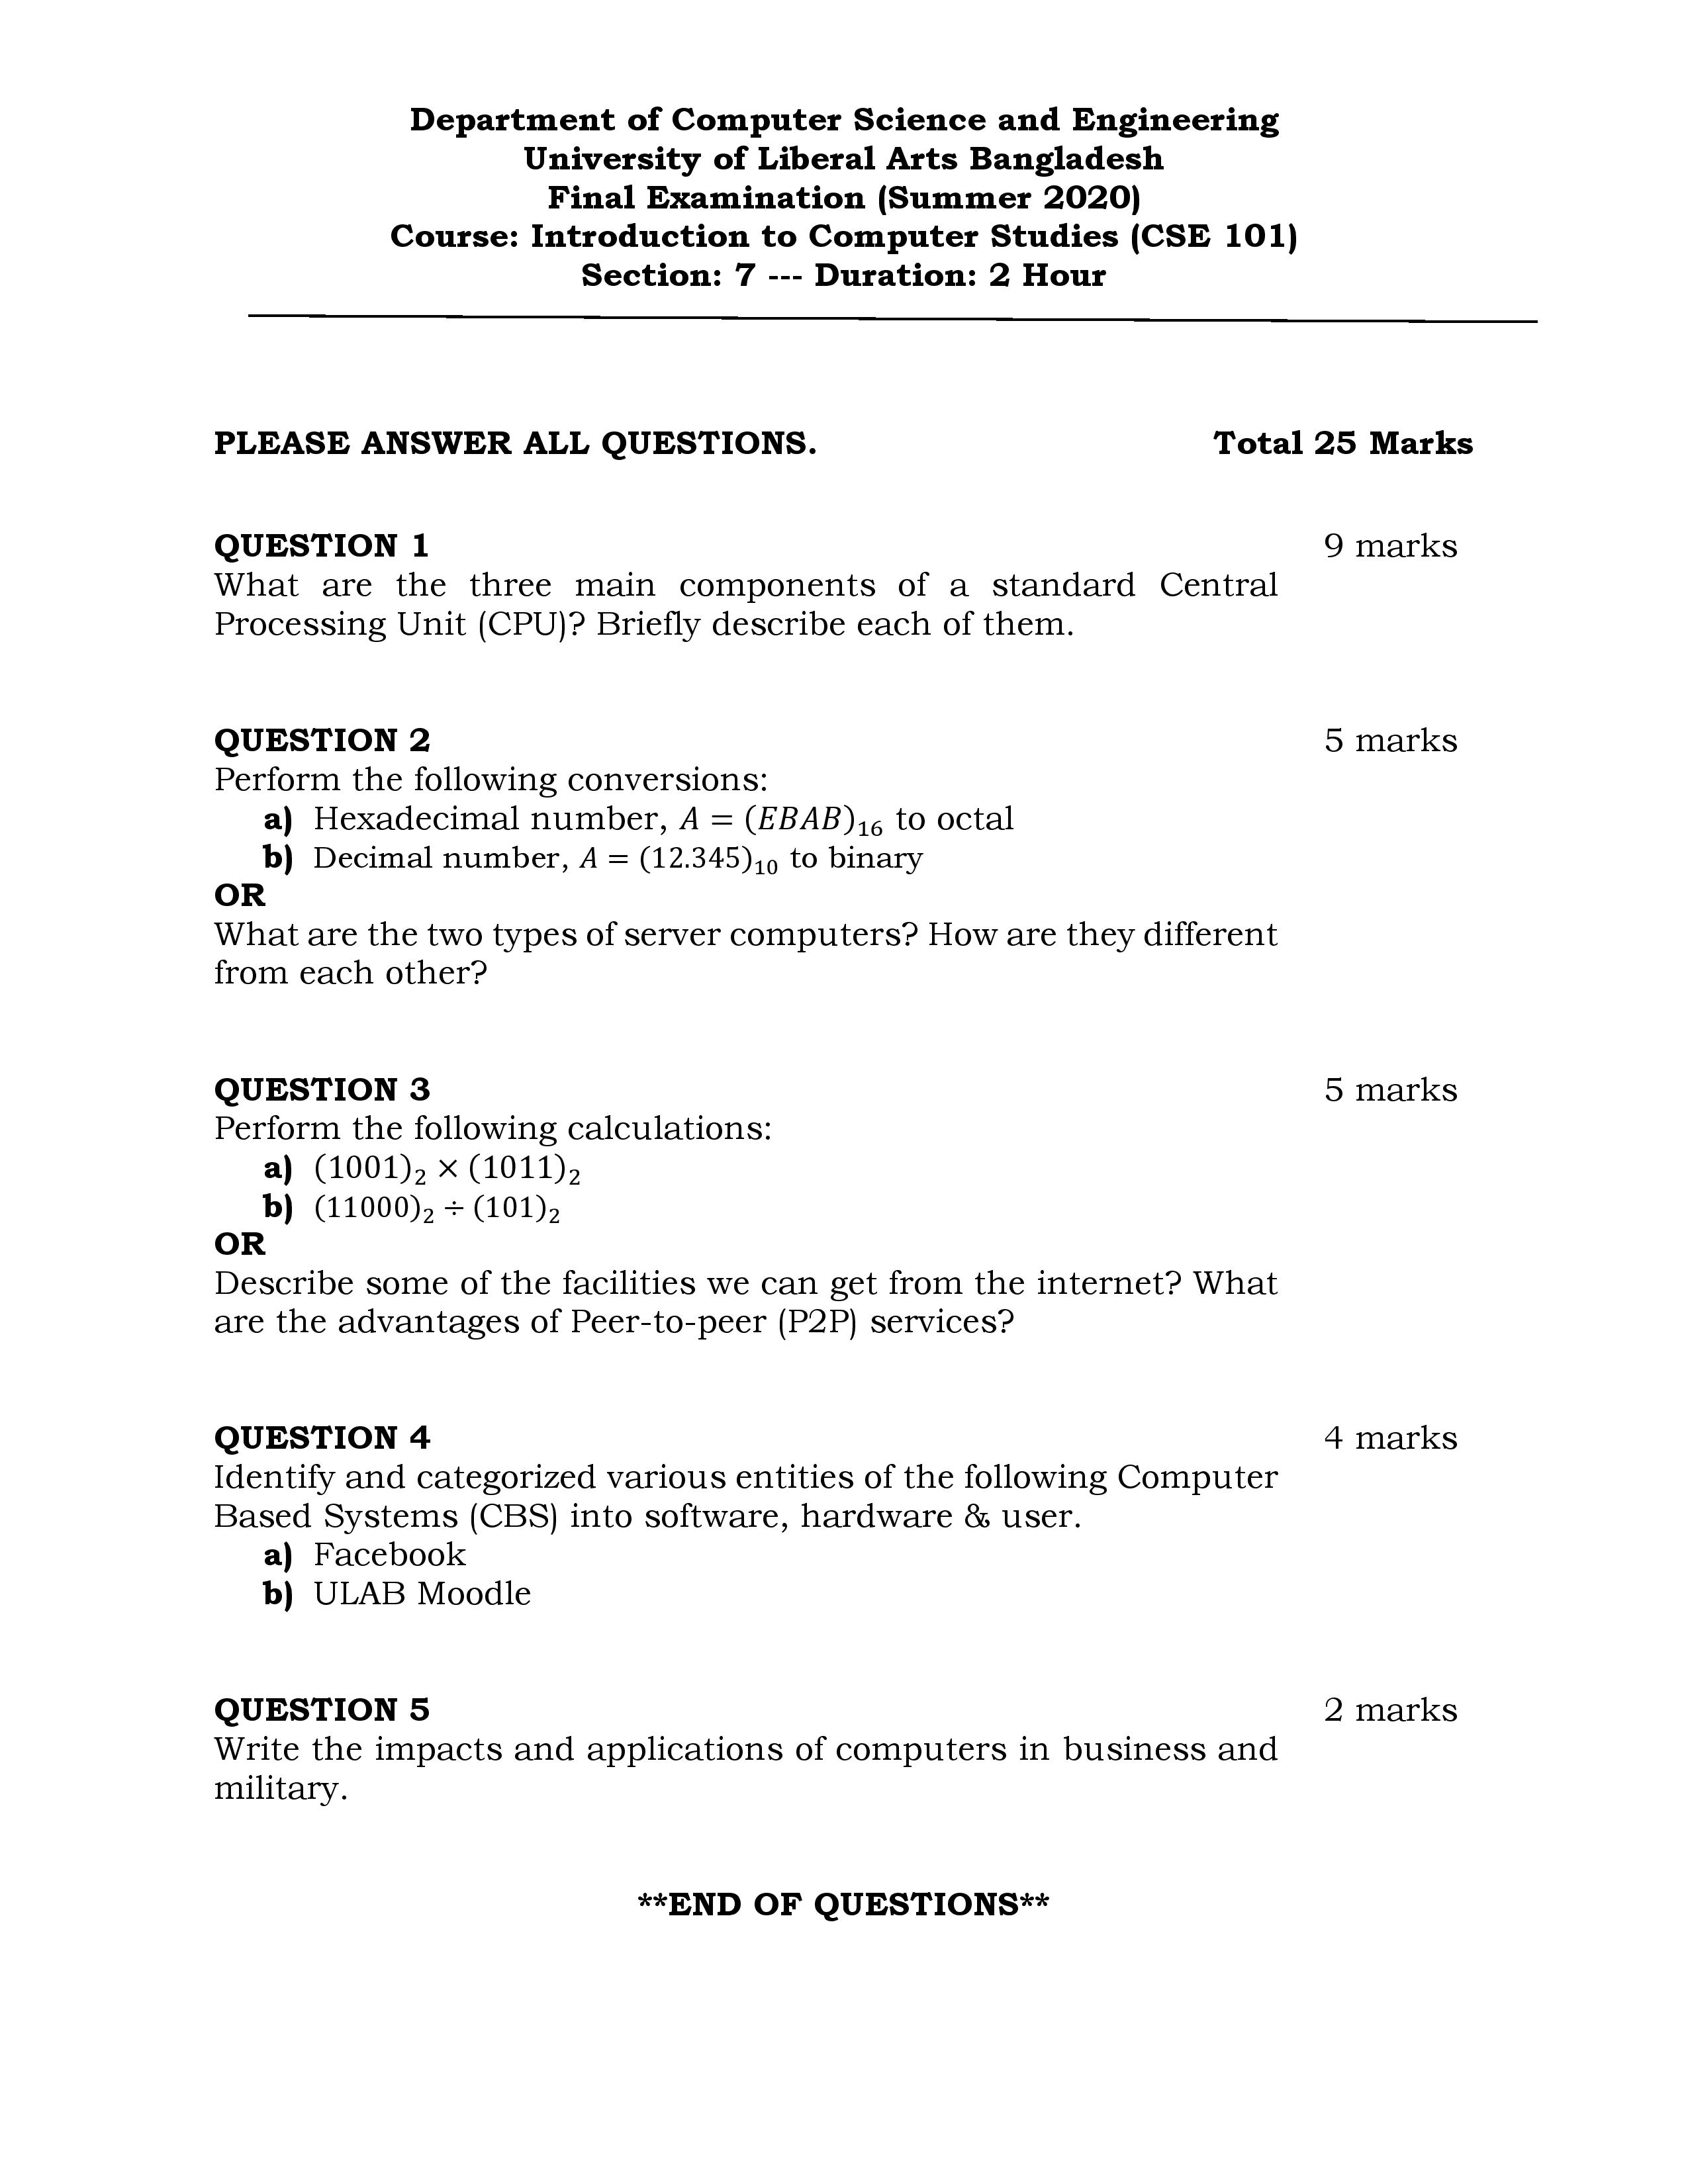 Department of Computer Science and Engineering
University of Liberal Arts Bangladesh
Final Examination (Summer 2020)
Course: Introduction to Computer Studies (CSE 101)
Section: 7 --- Duration: 2 Hour
PLEASE ANSWER ALL QUESTIONS. Total 25 Marks
QUESTION 1 9 marks
What are the three main components of a standard Central
Processing Unit (CPU)? Briefly describe each of them.
QUESTION 2 5 marks
Perform the following conversions:
a) Hexadecimal number, A = (EBAB)₁₆ to octal
b) Decimal number, A = (12.345)₁₀ to binary
OR
What are the two types of server computers? How are they different
from each other?
QUESTION 3 5 marks
Perform the following calculations:
a) (1001)₂ × (1011)₂
b) (11000)₂ ÷ (101)₂
OR
Describe some of the facilities we can get from the internet? What
are the advantages of Peer-to-peer (P2P) services?
QUESTION 4 4 marks
Identify and categorized various entities of the following Computer
Based Systems (CBS) into software, hardware & user.
a) Facebook
b) ULAB Moodle
QUESTION 5 2 marks
Write the impacts and applications of computers in business and
military.
**END OF QUESTIONS**